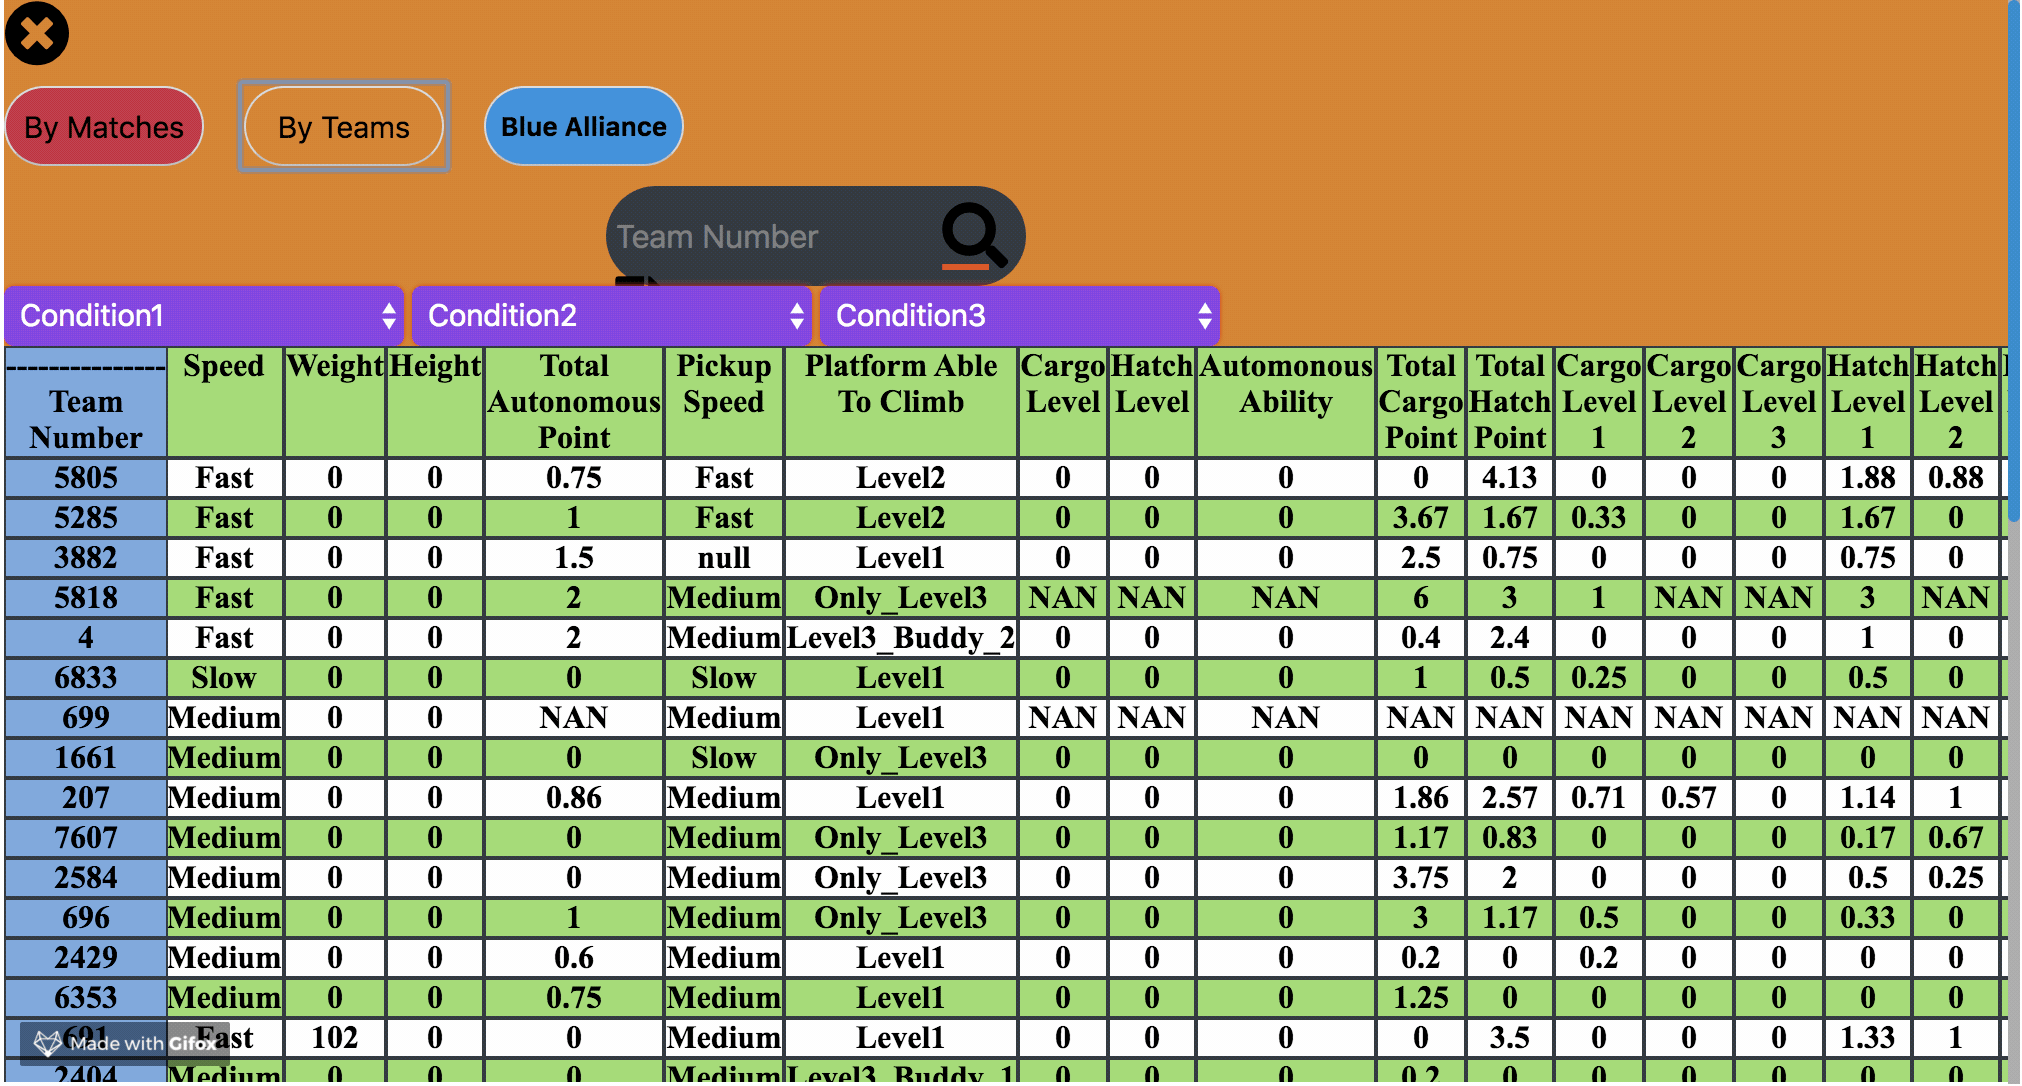 By Matches By Teams Blue Alliance
Team Number
Condition1 Condition2 Condition3
--------------- Team Number Speed Weight Height Total Autonomous Point Pickup Speed Platform Able To Climb Cargo Level Hatch Level Automonous Ability Total Cargo Point Total Hatch Point Cargo Level 1 Cargo Level 2 Cargo Level 3 Hatch Level 1 Hatch Level 2
5805 Fast 0 0 0.75 Fast Level2 0 0 0 0 4.13 0 0 0 1.88 0.88
5285 Fast 0 0 1 Fast Level2 0 0 0 3.67 1.67 0.33 0 0 1.67 0
3882 Fast 0 0 1.5 null Level1 0 0 0 2.5 0.75 0 0 0 0.75 0
5818 Fast 0 0 2 Medium Only_Level3 NAN NAN NAN 6 3 1 NAN NAN 3 NAN
4 Fast 0 0 2 Medium Level3_Buddy_2 0 0 0 0.4 2.4 0 0 0 1 0
6833 Slow 0 0 0 Slow Level1 0 0 0 1 0.5 0.25 0 0 0.5 0
699 Medium 0 0 NAN Medium Level1 NAN NAN NAN NAN NAN NAN NAN NAN NAN NAN
1661 Medium 0 0 0 Slow Only_Level3 0 0 0 0 0 0 0 0 0 0
207 Medium 0 0 0.86 Medium Level1 0 0 0 1.86 2.57 0.71 0.57 0 1.14 1
7607 Medium 0 0 0 Medium Only_Level3 0 0 0 1.17 0.83 0 0 0 0.17 0.67
2584 Medium 0 0 0 Medium Only_Level3 0 0 0 3.75 2 0 0 0 0.5 0.25
696 Medium 0 0 1 Medium Only_Level3 0 0 0 3 1.17 0.5 0 0 0.33 0
2429 Medium 0 0 0.6 Medium Level1 0 0 0 0.2 0 0.2 0 0 0 0
6353 Medium 0 0 0.75 Medium Level1 0 0 0 1.25 0 0 0 0 0 0
691 Fast 102 0 0 Medium Level1 0 0 0 0 3.5 0 0 0 1.33 1
Made with Gifox
2404 Medium 0 0 0 Medium Level3_Buddy_1 0 0 0 0.2 0 0 0 0 0 0